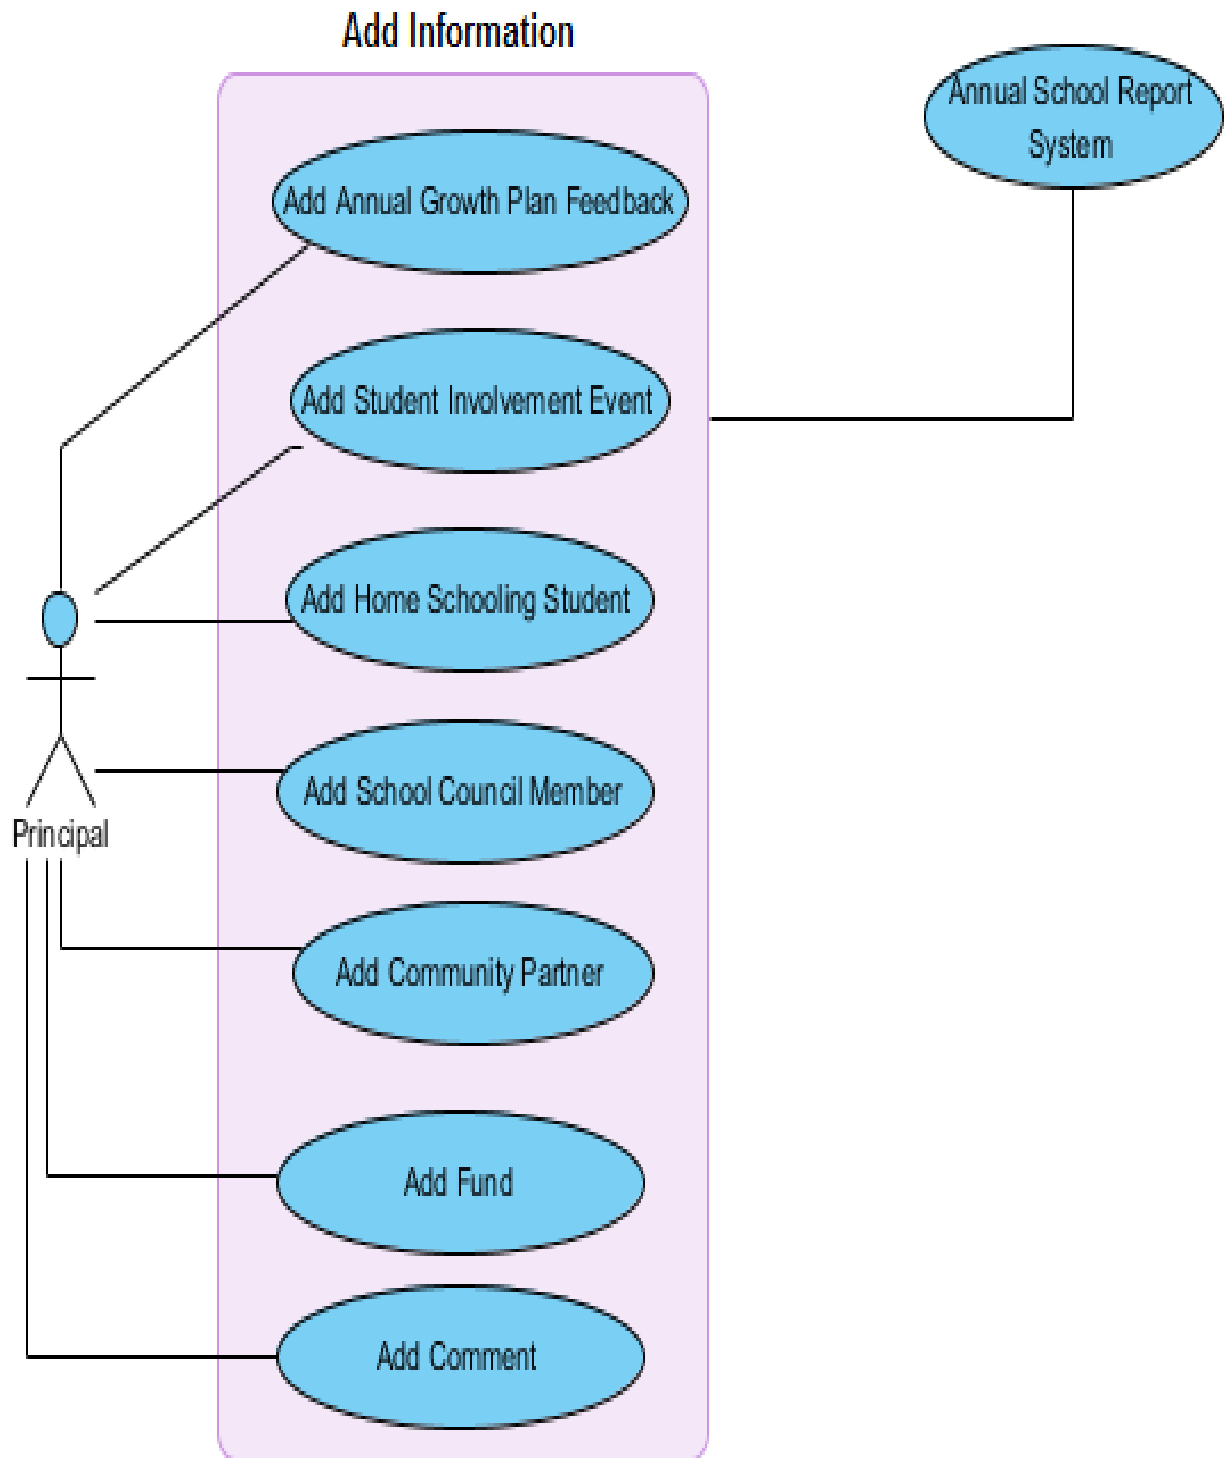 Add Information
Annual School Report
System
Add Annual Growth Plan Feedback
Add Student Involvement Event
Add Home Schooling Student
Add School Council Member
Principal
Add Community Partner
Add Fund
Add Comment